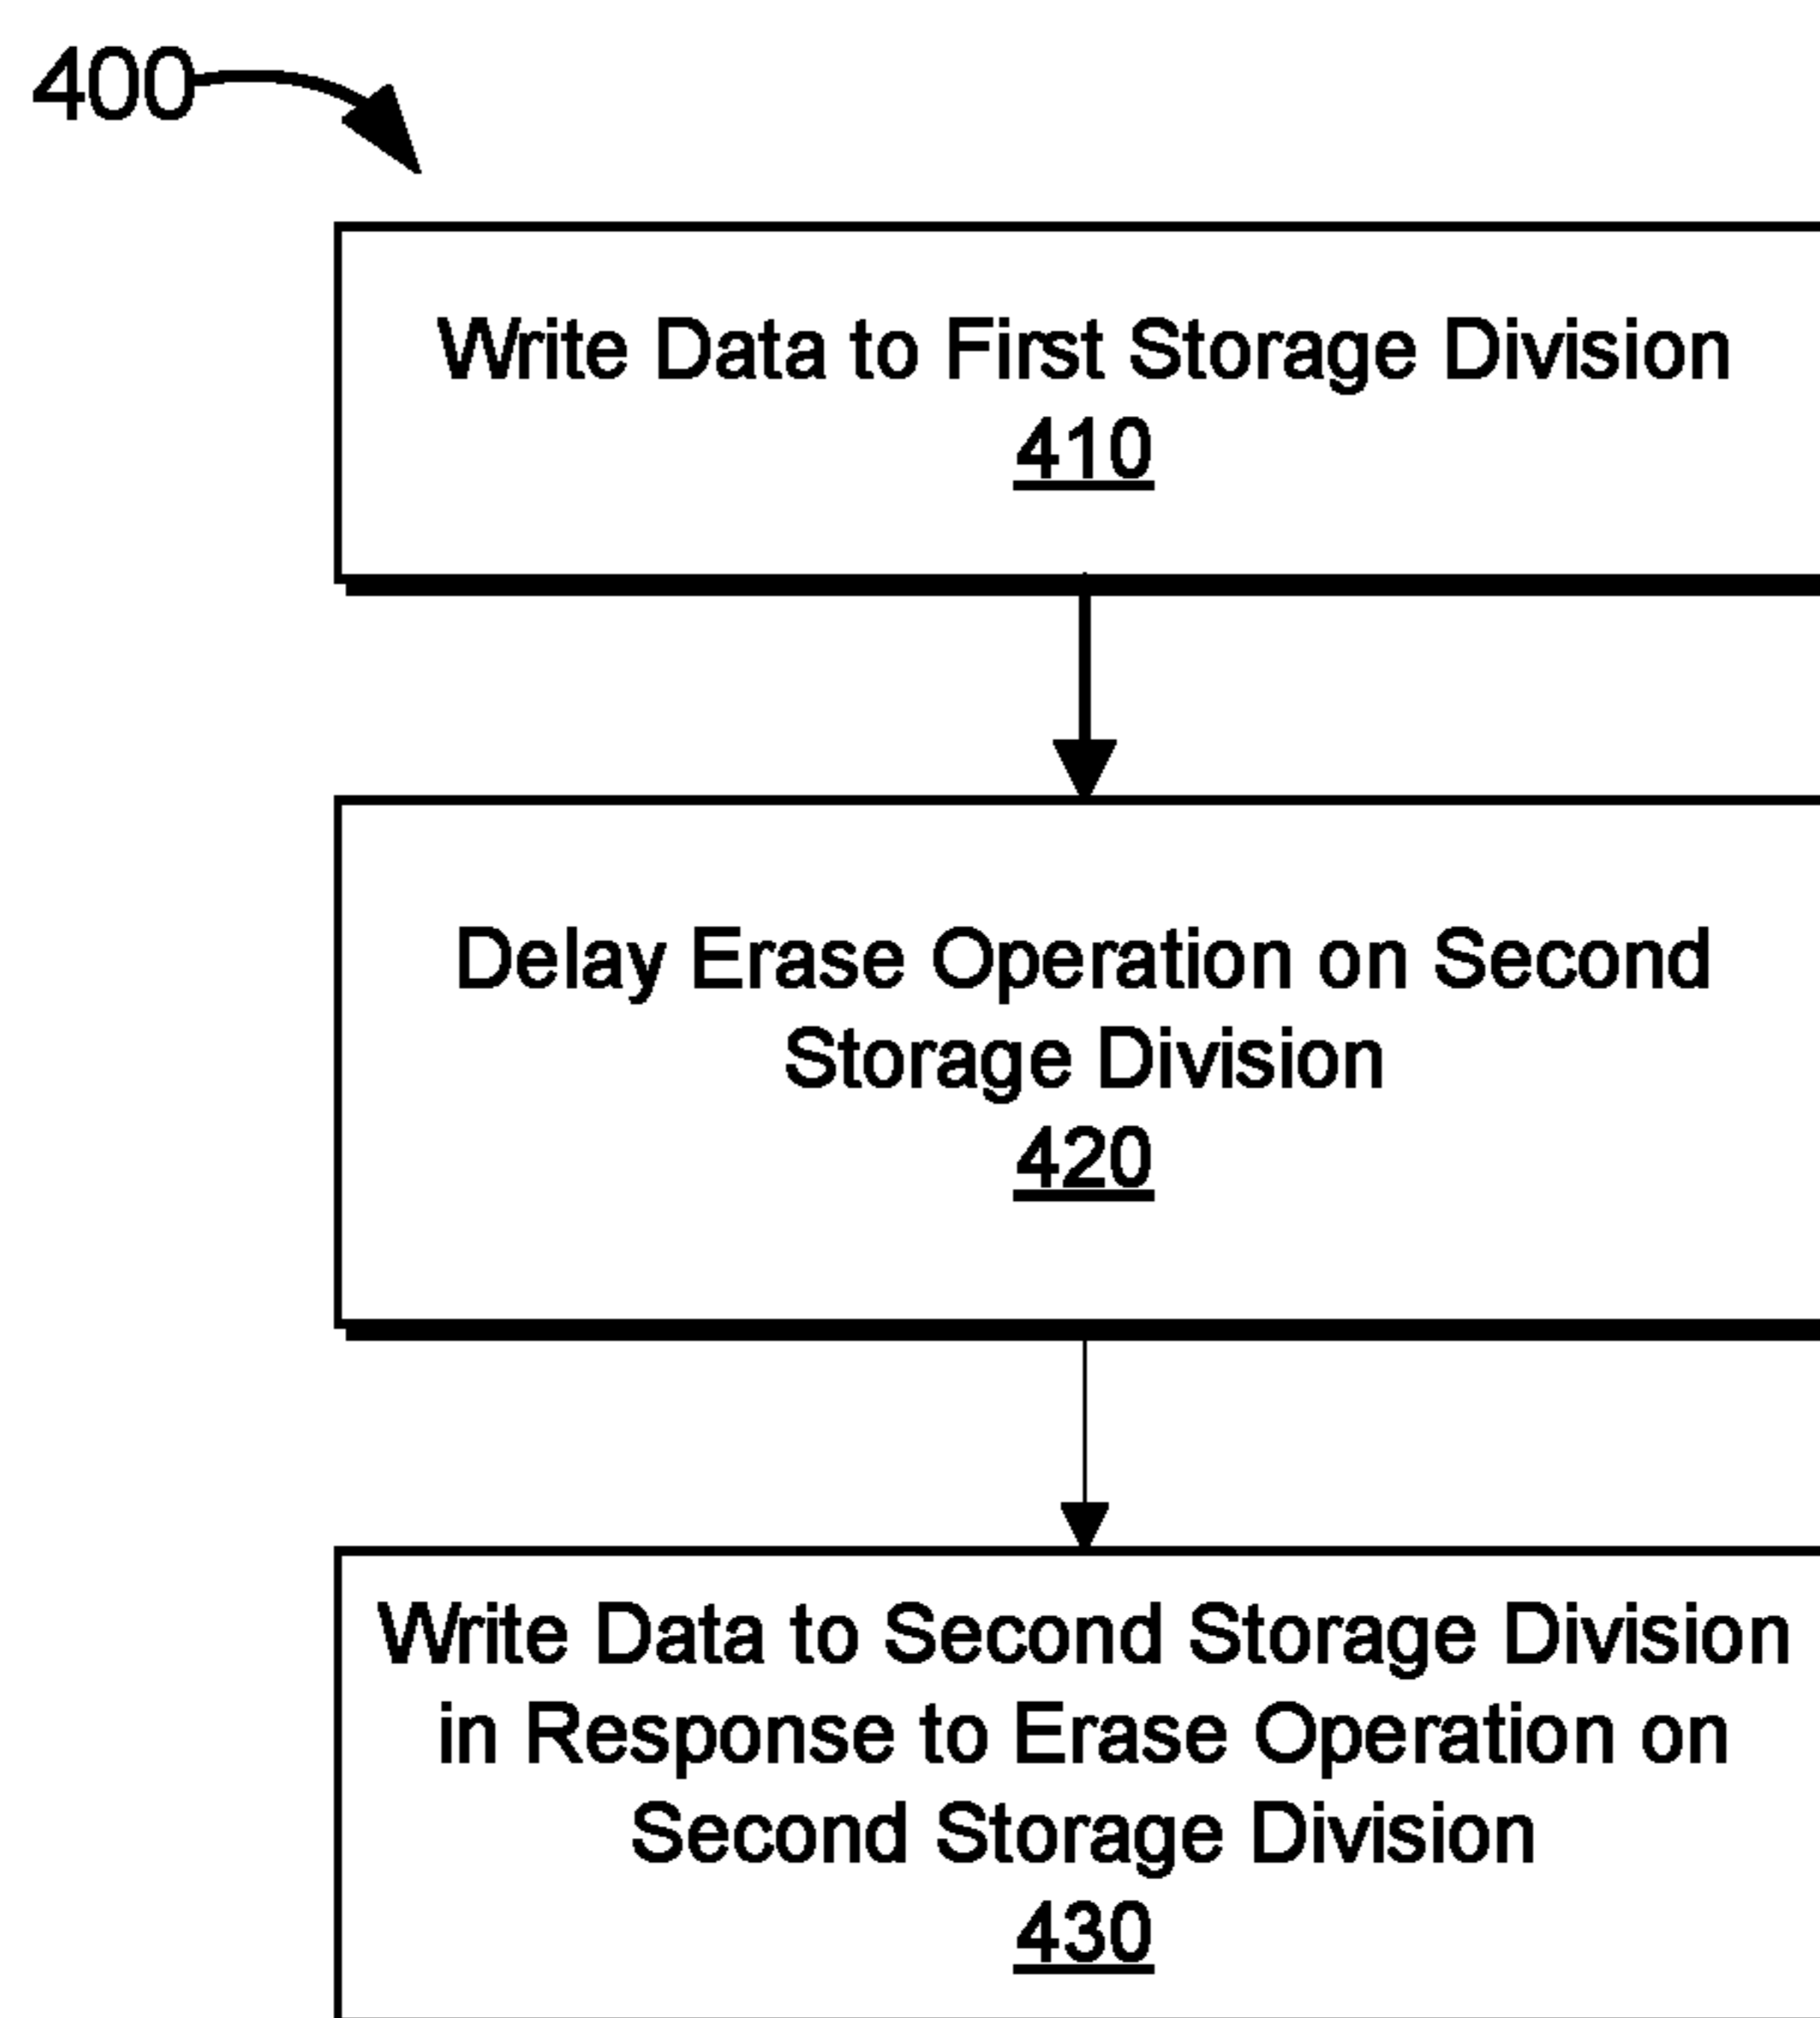 400
Write Data to First Storage Division
410
Delay Erase Operation on Second
Storage Division
420
Write Data to Second Storage Division
in Response to Erase Operation on
Second Storage Division
430